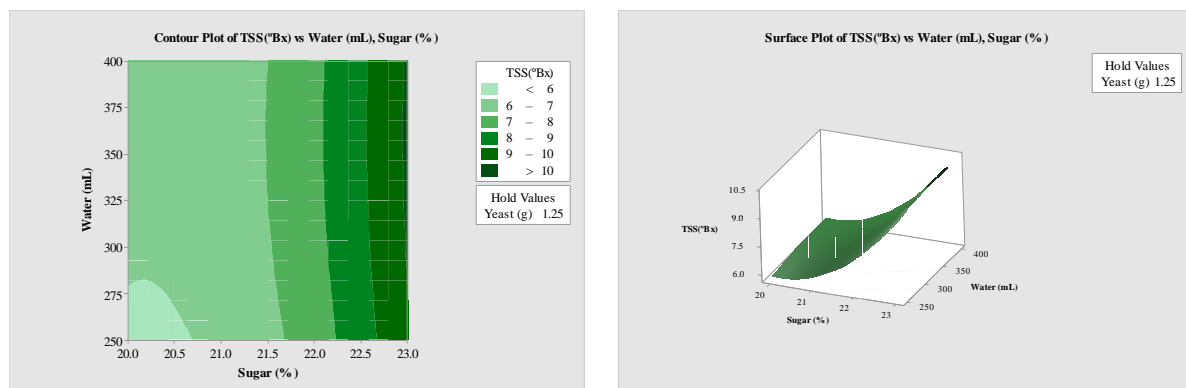 Contour Plot of TSS(ºBx) vs Water (mL), Sugar (%)
400
375
350
325
300
275
250
Water (mL)
20.0 20.5 21.0 21.5 22.0 22.5 23.0
Sugar (%)
TSS(ºBx)
< 6
6 – 7
7 – 8
8 – 9
9 – 10
> 10
Hold Values
Yeast (g) 1.25
Surface Plot of TSS(ºBx) vs Water (mL), Sugar (%)
Hold Values
Yeast (g) 1.25
10.5
9.0
7.5
6.0
TSS(ºBx)
20 21 22 23
Sugar (%)
400
350
300
250
Water (mL)